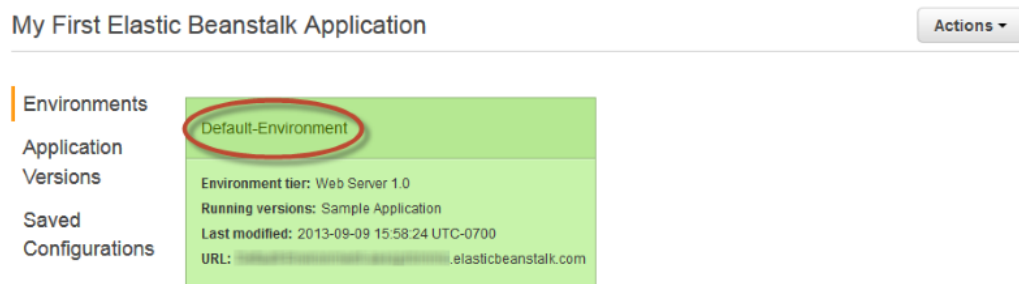 My First Elastic Beanstalk Application
Actions
Environments
Application
Versions
Saved
Configurations
Default-Environment
Environment tier: Web Server 1.0
Running versions: Sample Application
Last modified: 2013-09-09 15:58:24 UTC-0700
URL: .elasticbeanstalk.com